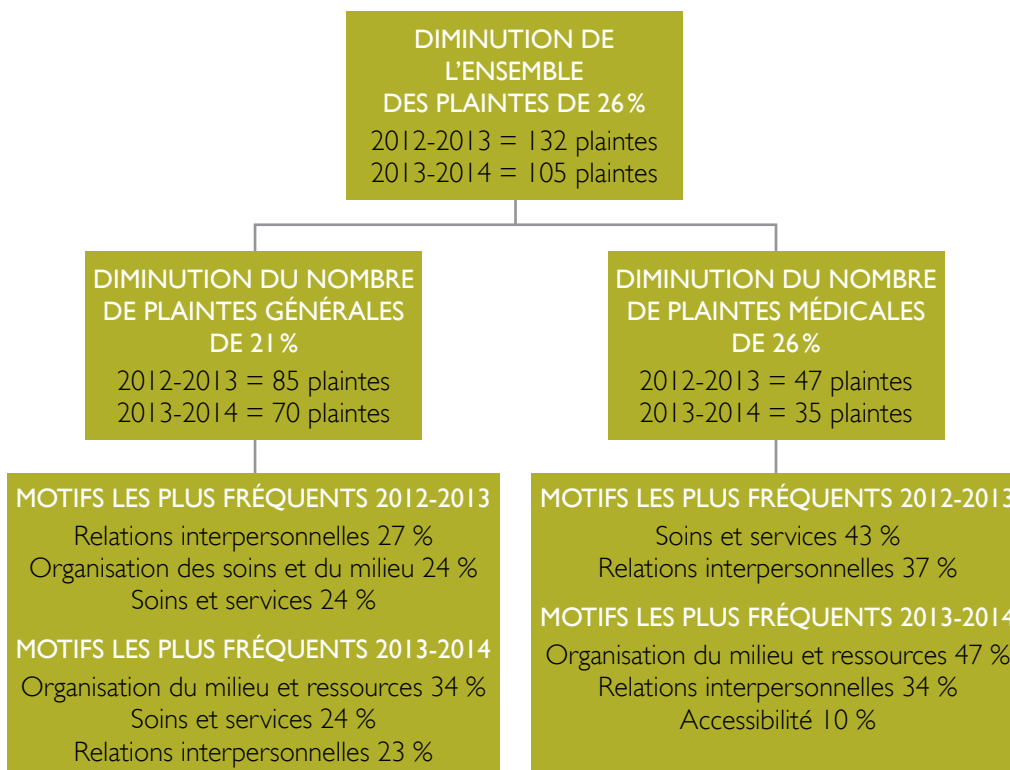 DIMINUTION DE
L'ENSEMBLE
DES PLAINTES DE 26 %
2012-2013 = 132 plaintes
2013-2014 = 105 plaintes
DIMINUTION DU NOMBRE
DE PLAINTES GÉNÉRALES
DE 21 %
2012-2013 = 85 plaintes
2013-2014 = 70 plaintes
DIMINUTION DU NOMBRE
DE PLAINTES MÉDICALES
DE 26 %
2012-2013 = 47 plaintes
2013-2014 = 35 plaintes
MOTIFS LES PLUS FRÉQUENTS 2012-2013
Relations interpersonnelles 27 %
Organisation des soins et du milieu 24 %
Soins et services 24 %
MOTIFS LES PLUS FRÉQUENTS 2013-2014
Organisation du milieu et ressources 34 %
Soins et services 24 %
Relations interpersonnelles 23 %
MOTIFS LES PLUS FRÉQUENTS 2012-2013
Soins et services 43 %
Relations interpersonnelles 37 %
MOTIFS LES PLUS FRÉQUENTS 2013-2014
Organisation du milieu et ressources 47 %
Relations interpersonnelles 34 %
Accessibilité 10 %